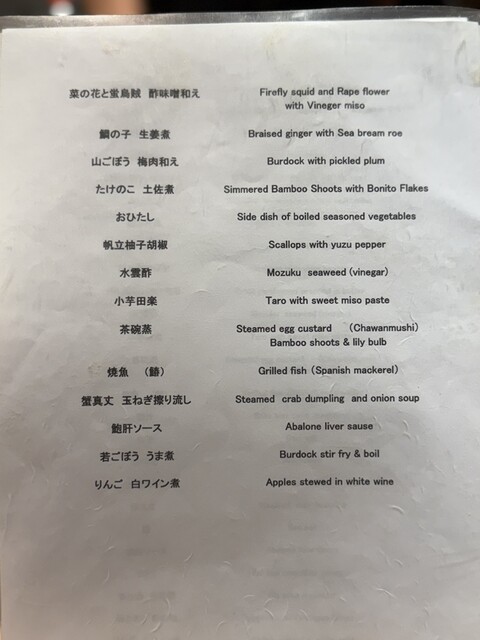 菜の花と蛍烏賊 酢味噌和え Firefly squid and Rape flower
with Vineger miso
鯛の子 生姜煮 Braised ginger with Sea bream roe
山ごぼう 梅肉和え Burdock with pickled plum
たけのこ 土佐煮 Simmered Bamboo Shoots with Bonito Flakes
おひたし Side dish of boiled seasoned vegetables
帆立柚子胡椒 Scallops with yuzu pepper
水雲酢 Mozuku seaweed (vinegar)
小芋田楽 Taro with sweet miso paste
茶碗蒸 Steamed egg custard (Chawanmushi)
Bamboo shoots & lily bulb
焼魚 (鰆) Grilled fish (Spanish mackerel)
蟹真丈 玉ねぎ擦り流し Steamed crab dumpling and onion soup
鮑肝ソース Abalone liver sause
若ごぼう うま煮 Burdock stir fry & boil
りんご 白ワイン煮 Apples stewed in white wine